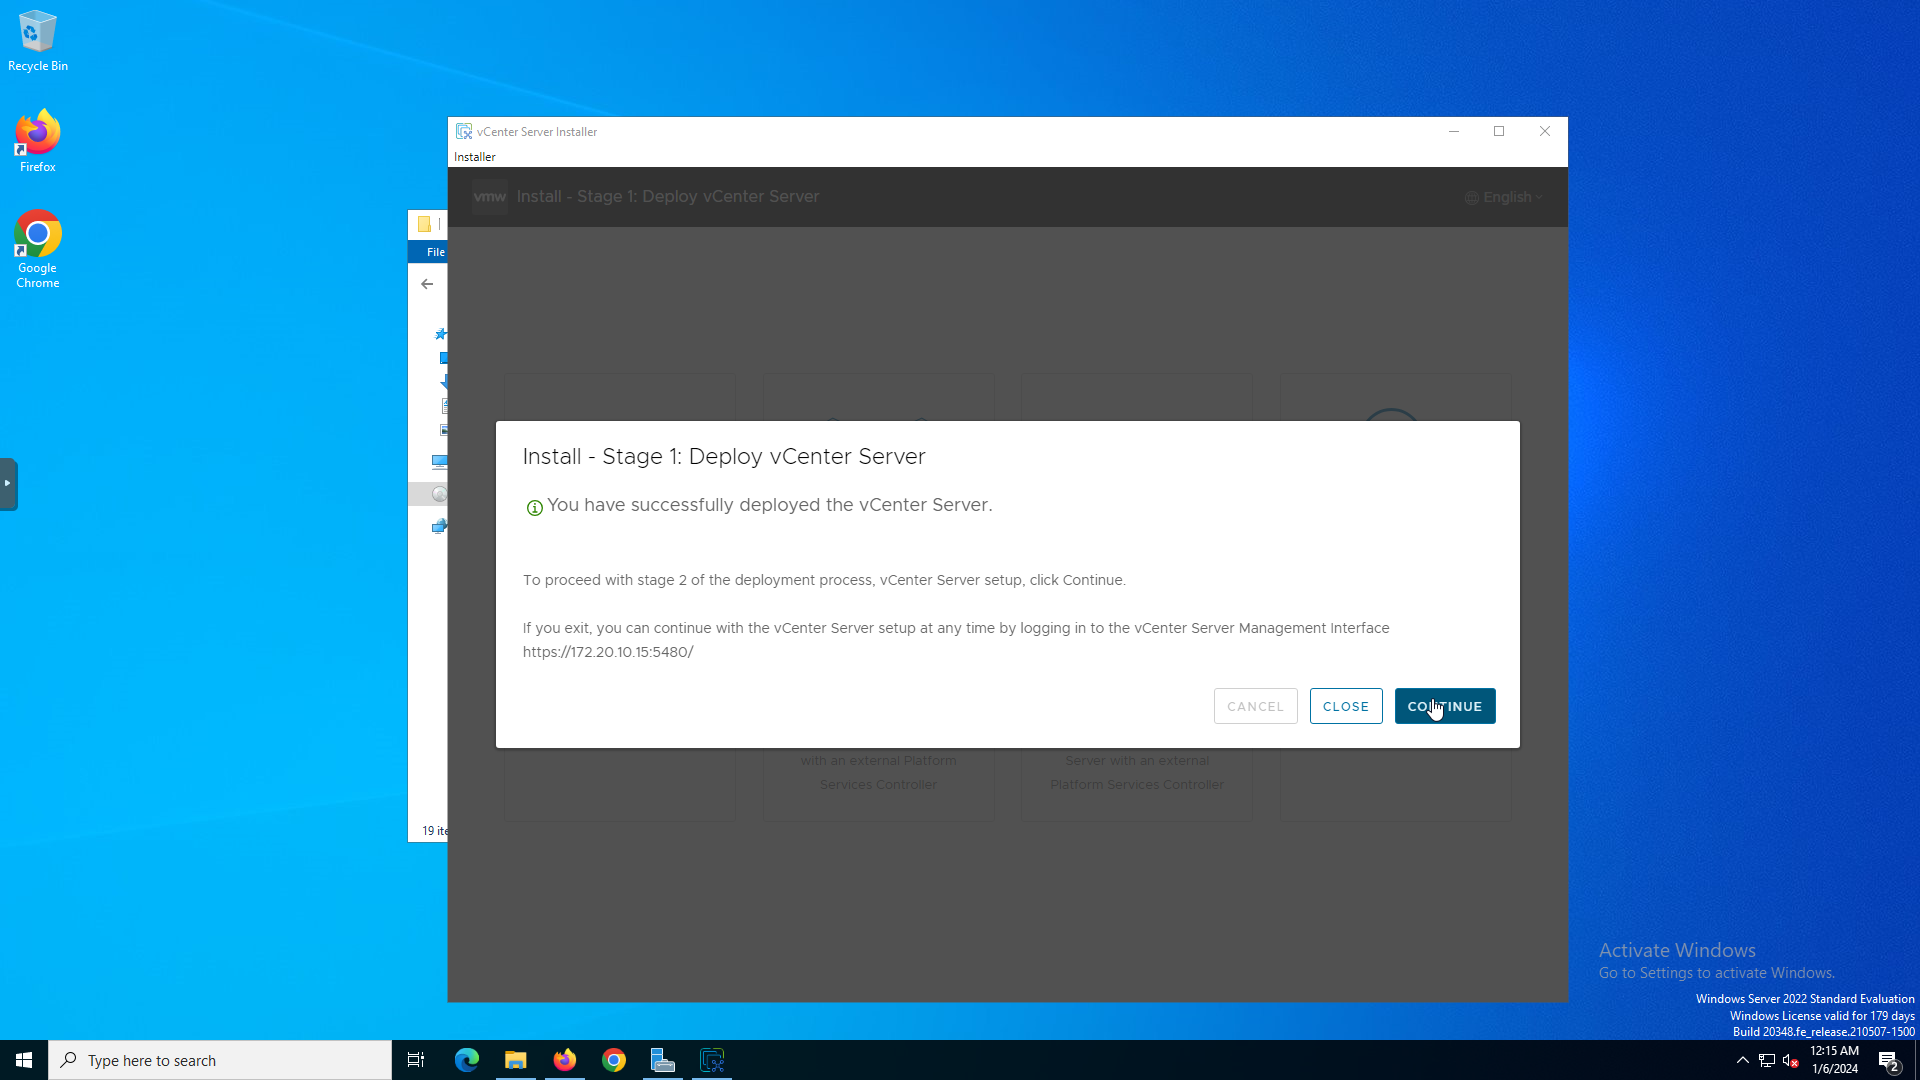 Recycle Bin
Firefox
Google
Chrome
File
19 ite
vCenter Server Installer
Installer
vmw Install - Stage 1: Deploy vCenter Server
English
Install - Stage 1: Deploy vCenter Server
You have successfully deployed the vCenter Server.
To proceed with stage 2 of the deployment process, vCenter Server setup, click Continue.
If you exit, you can continue with the vCenter Server setup at any time by logging in to the vCenter Server Management Interface
https://172.20.10.15:5480/
CANCEL
CLOSE
CONTINUE
with an external Platform
Services Controller
Server with an external
Platform Services Controller
Activate Windows
Go to Settings to activate Windows.
Windows Server 2022 Standard Evaluation
Windows License valid for 179 days
Build 20348.fe_release.210507-1500
Type here to search
12:15 AM
1/6/2024
2